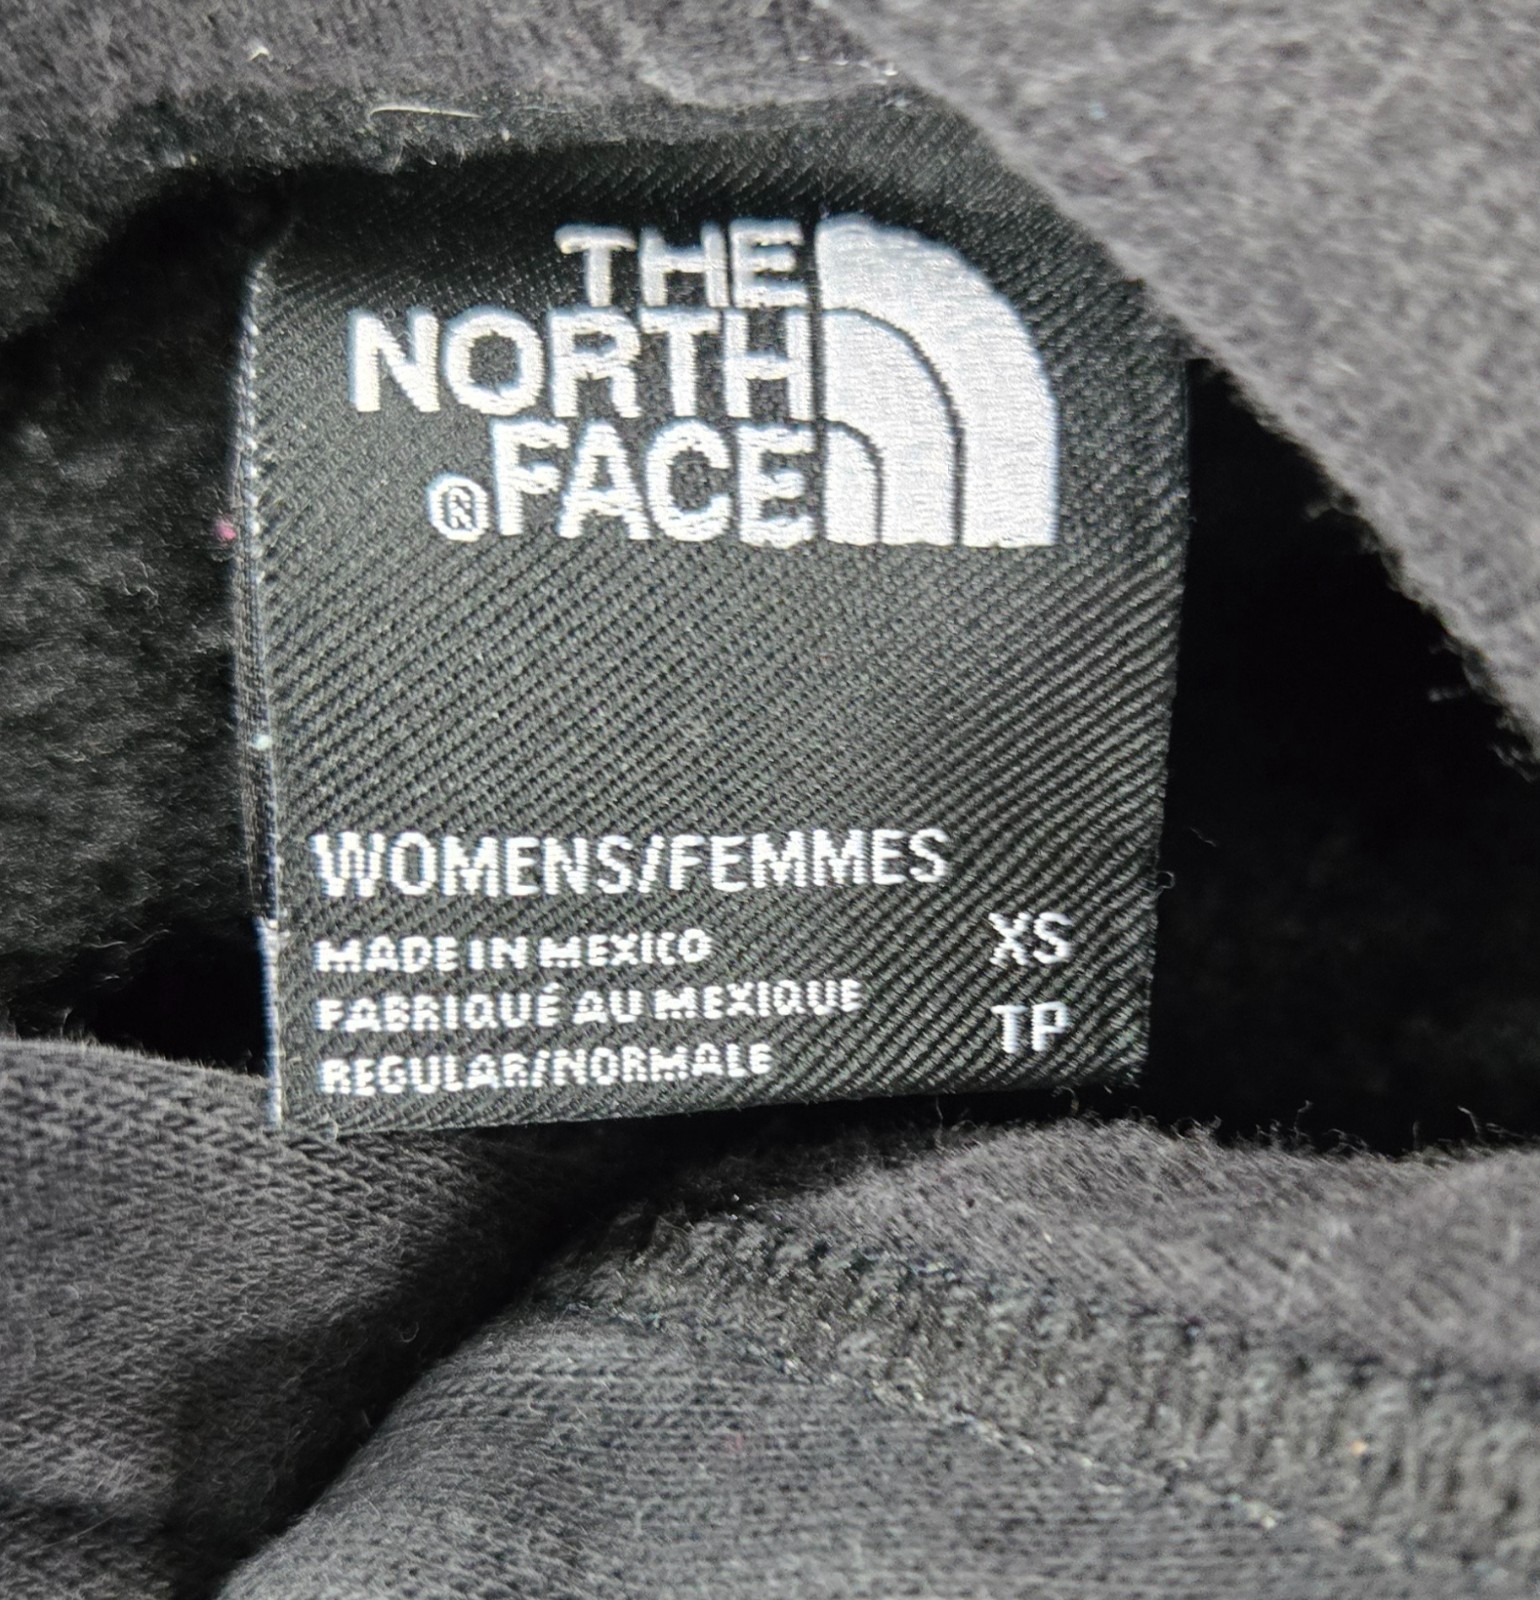 THE
NORTH
®FACE
WOMENS/FEMMES
MADE IN MEXICO
XS
FABRIQUÉ AU MEXIQUE
TP
REGULAR/NORMALE